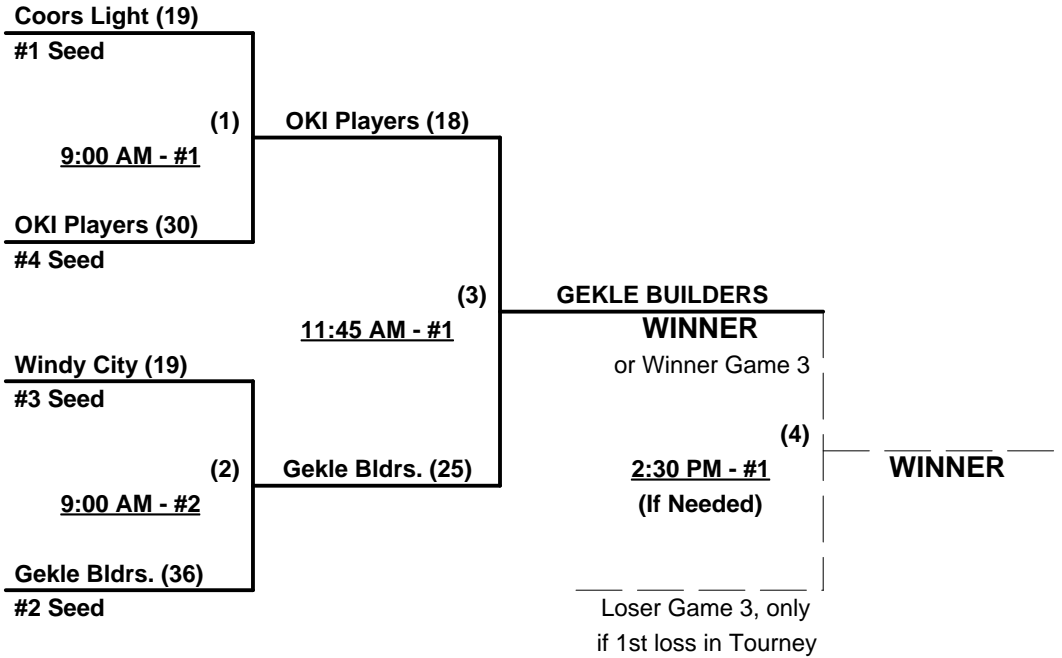 Coors Light (19)
#1 Seed
(1)
OKI Players (18)
9:00 AM - #1
OKI Players (30)
#4 Seed
(3)
GEKLE BUILDERS
11:45 AM - #1
WINNER
or Winner Game 3
Windy City (19)
#3 Seed
(4)
(2)
Gekle Bldrs. (25)
2:30 PM - #1
WINNER
9:00 AM - #2
(If Needed)
Gekle Bldrs. (36)
#2 Seed
Loser Game 3, only
if 1st loss in Tourney